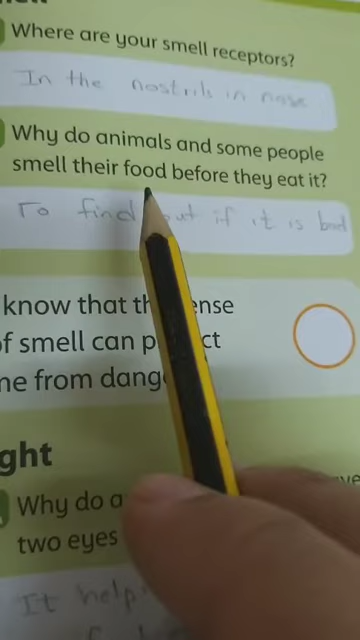 Where are your smell receptors?
In the nostrils in nose
Why do animals and some people
smell their food before they eat it?
To find out if it is bad
know that th ense
f smell can p ct
ne from dang
ght
Why do a
two eyes
It help